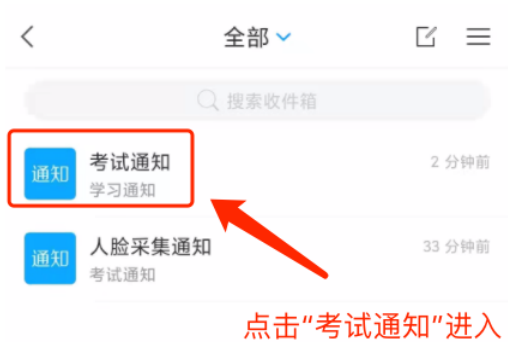 全部
搜索收件箱
通知
考试通知
2 分钟前
学习通知
通知
人脸采集通知
33 分钟前
考试通知
点击“考试通知”进入